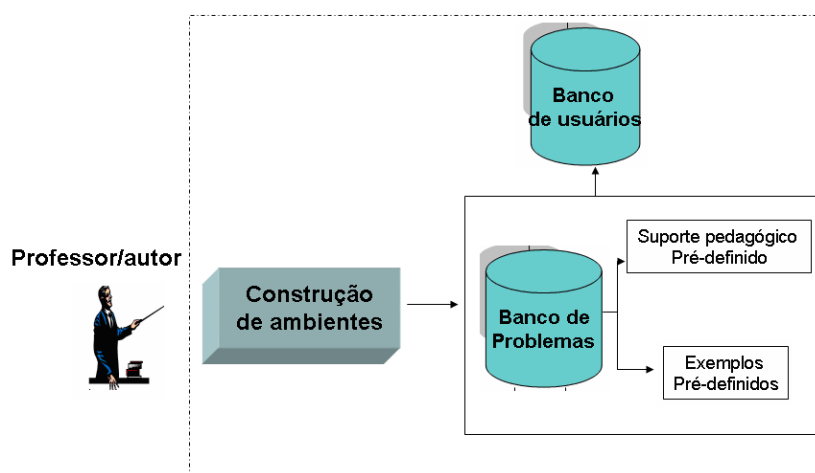 Banco
de usuários
Professor/autor
Construção
de ambientes
Banco de
Problemas
Suporte pedagógico
Pré-definido
Exemplos
Pré-definidos